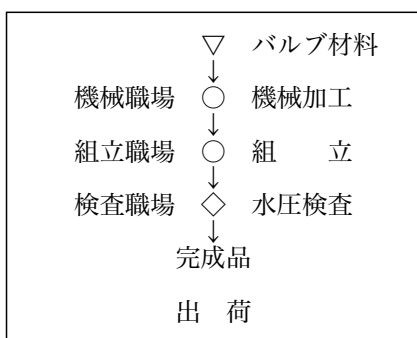 バルブ材料
機械職場 機械加工
組立職場 組　立
検査職場 水圧検査
完成品
出　荷